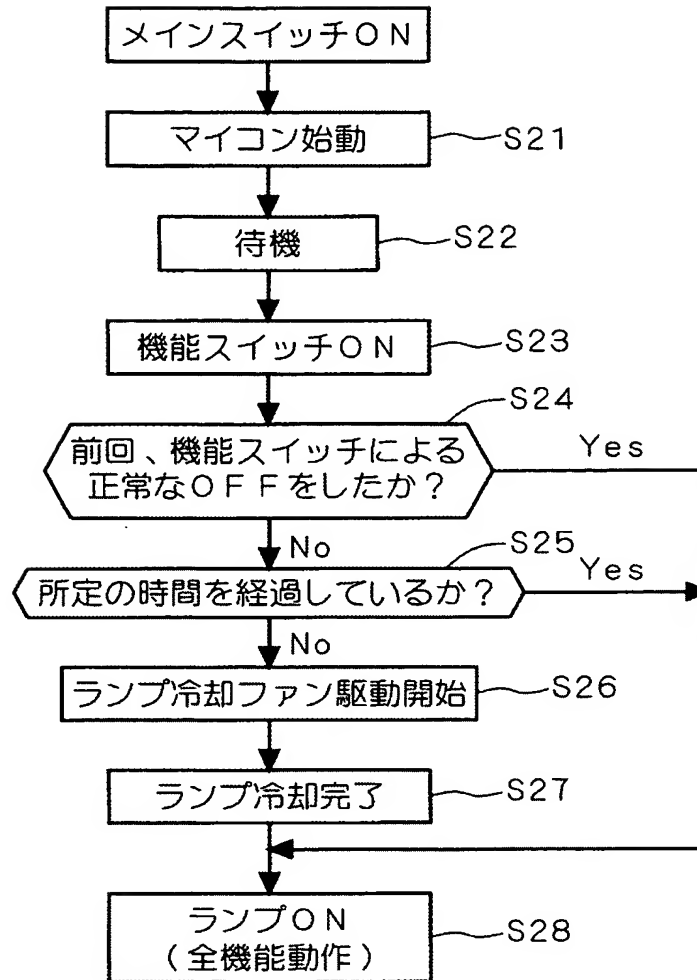 メインスイッチON
マイコン始動
S21
待機
S22
機能スイッチON
S23
S24
前回、機能スイッチによる
正常なOFFをしたか？
Yes
No
S25
所定の時間を経過しているか？
Yes
No
ランプ冷却ファン駆動開始
S26
ランプ冷却完了
S27
ランプON
（全機能動作）
S28